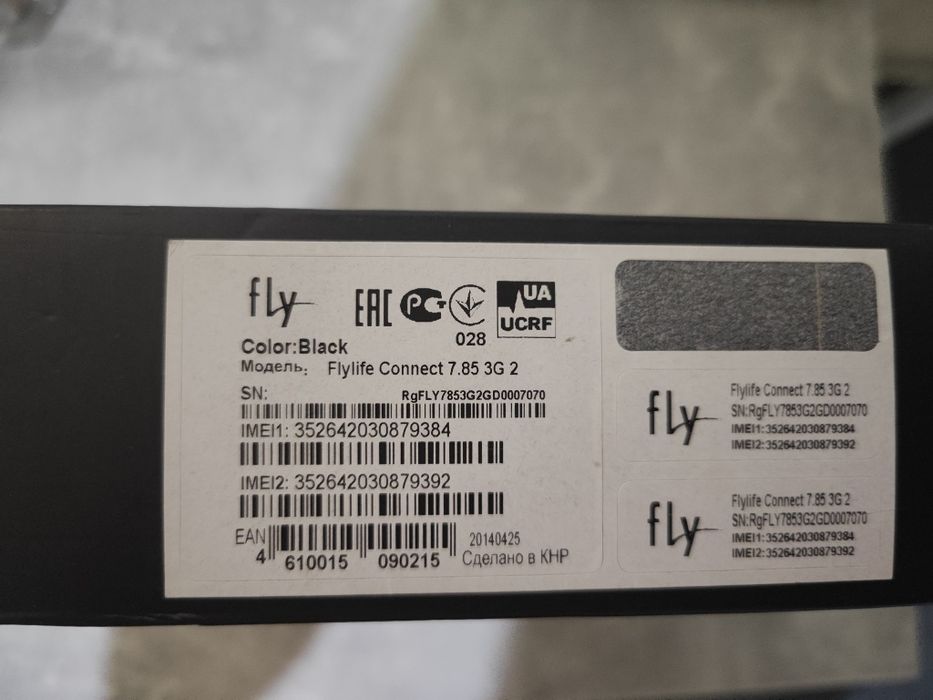 fly
EAC
PC
028
UA
UCRF
Color:Black
Модель: Flylife Connect 7.85 3G 2
SN: RgFLY7853G2GD0007070
IMEI1: 352642030879384
IMEI2: 352642030879392
EAN
4 610015 090215
20140425
Сделано в КНР
fly
Flylife Connect 7.85 3G 2
SN:RgFLY7853G2GD0007070
IMEI1:352642030879384
IMEI2:352642030879392
fly
Flylife Connect 7.85 3G 2
SN:RgFLY7853G2GD0007070
IMEI1:352642030879384
IMEI2:352642030879392